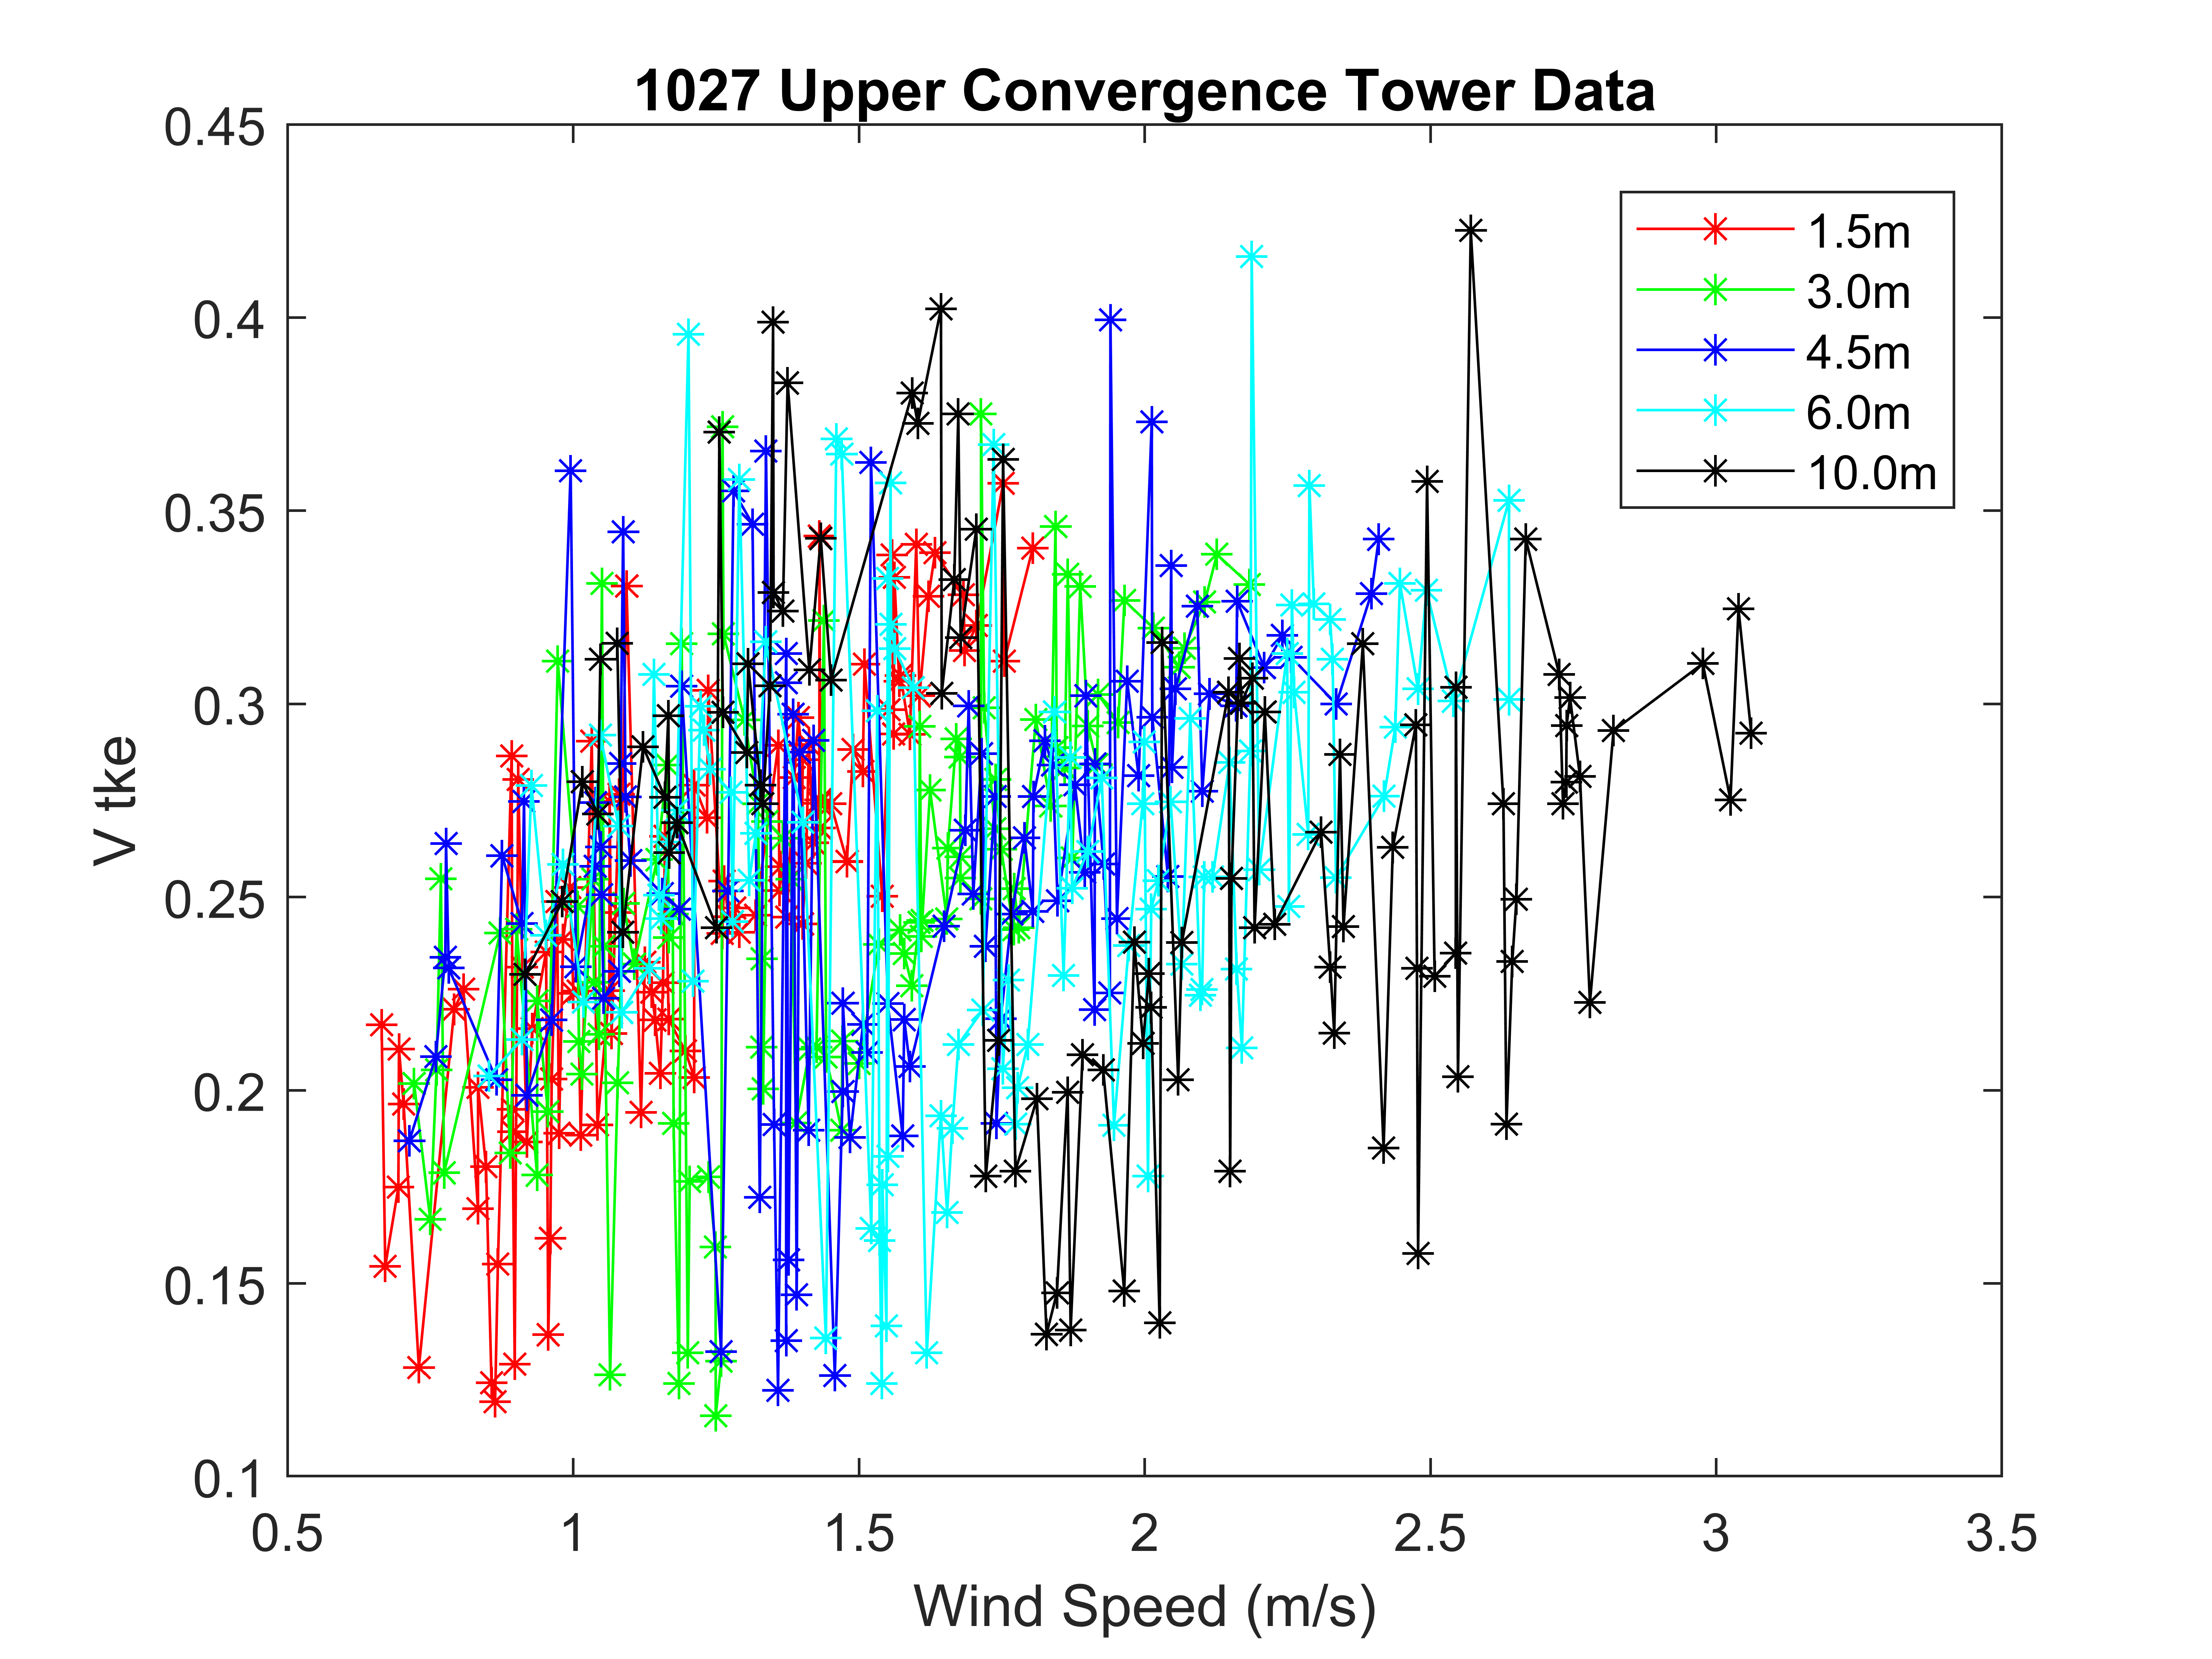 1027 Upper Convergence Tower Data
0.45
0.4
0.35
0.3
0.25
0.2
0.15
0.1
V tke
0.5
1
1.5
2
2.5
3
3.5
Wind Speed (m/s)
1.5m
3.0m
4.5m
6.0m
10.0m